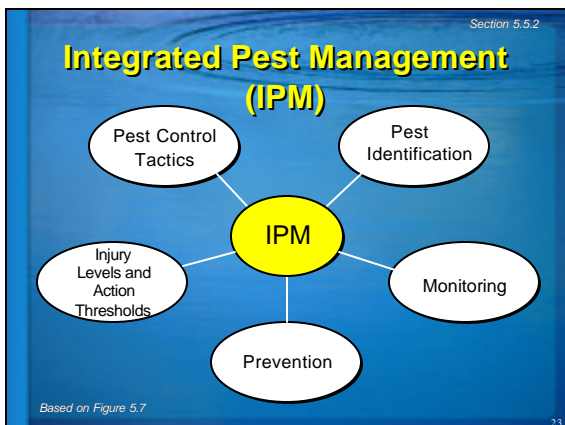 Section 5.5.2
Integrated Pest Management
(IPM)
Pest Control
Tactics
Pest
Identification
IPM
Injury
Levels and
Action
Thresholds
Monitoring
Prevention
Based on Figure 5.7
23